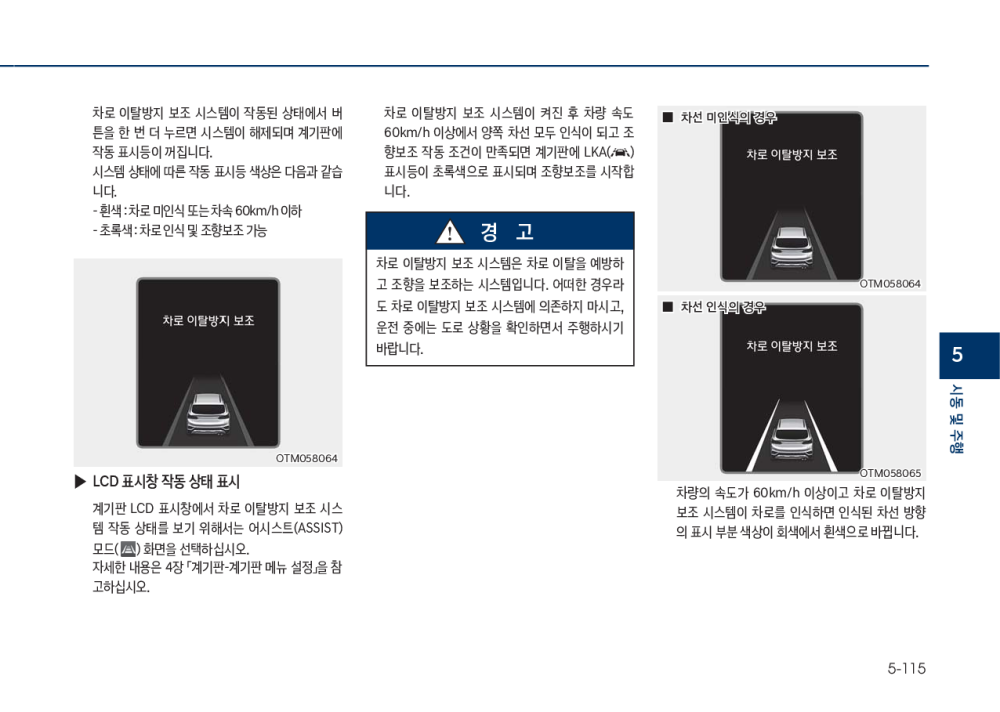 차로 이탈방지 보조 시스템이 작동된 상태에서 버
튼을 한 번 더 누르면 시스템이 해제되며 계기판에
작동 표시등이 꺼집니다.
시스템 상태에 따른 작동 표시등 색상은 다음과 같습
니다.
- 흰색 : 차로 미인식 또는 차속 60km/h 이하
- 초록색 : 차로 인식 및 조향보조 가능
차로 이탈방지 보조
OTM058064
▶ LCD 표시창 작동 상태 표시
계기판 LCD 표시창에서 차로 이탈방지 보조 시스
템 작동 상태를 보기 위해서는 어시스트(ASSIST)
모드( ) 화면을 선택하십시오.
자세한 내용은 4장 「계기판-계기판 메뉴 설정」을 참
고하십시오.
차로 이탈방지 보조 시스템이 켜진 후 차량 속도
60km/h 이상에서 양쪽 차선 모두 인식이 되고 조
향보조 작동 조건이 만족되면 계기판에 LKA( )
표시등이 초록색으로 표시되며 조향보조를 시작합
니다.
경 고
차로 이탈방지 보조 시스템은 차로 이탈을 예방하
고 조향을 보조하는 시스템입니다. 어떠한 경우라
도 차로 이탈방지 보조 시스템에 의존하지 마시고,
운전 중에는 도로 상황을 확인하면서 주행하시기
바랍니다.
■ 차선 미인식의 경우
차로 이탈방지 보조
OTM058064
■ 차선 인식의 경우
차로 이탈방지 보조
OTM058065
차량의 속도가 60km/h 이상이고 차로 이탈방지
보조 시스템이 차로를 인식하면 인식된 차선 방향
의 표시 부분 색상이 회색에서 흰색으로 바뀝니다.
5
시동 및 주행
5-115